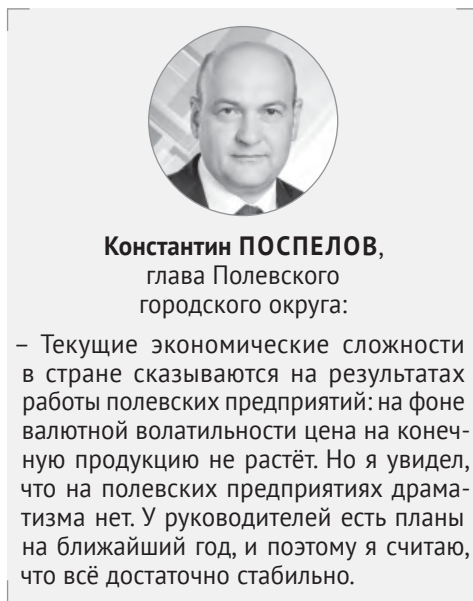 Константин ПОСПЕЛОВ,
глава Полевского
городского округа:
– Текущие экономические сложности
в стране сказываются на результатах
работы полевских предприятий: на фоне
валютной волатильности цена на конеч-
ную продукцию не растёт. Но я увидел,
что на полевских предприятиях драма-
тизма нет. У руководителей есть планы
на ближайший год, и поэтому я считаю,
что всё достаточно стабильно.